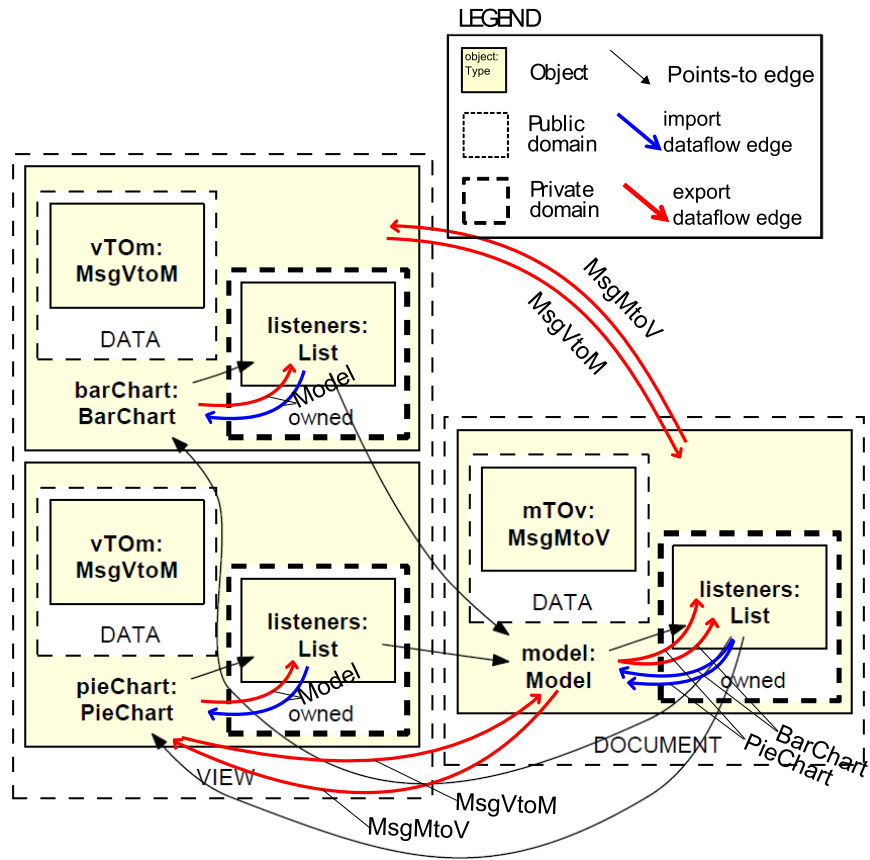 LEGEND
object:
Type
Object
Points-to edge
Public
domain
import
dataflow edge
Private
domain
export
dataflow edge
vTOm:
MsgVtoM
DATA
listeners:
List
barChart:
BarChart
Model
owned
MsgMtoV
MsgVtoM
vTOm:
MsgVtoM
DATA
listeners:
List
pieChart:
PieChart
Model
owned
VIEW
mTOv:
MsgMtoV
DATA
listeners:
List
model:
Model
owned
DOCUMENT
BarChart
PieChart
MsgVtoM
MsgMtoV